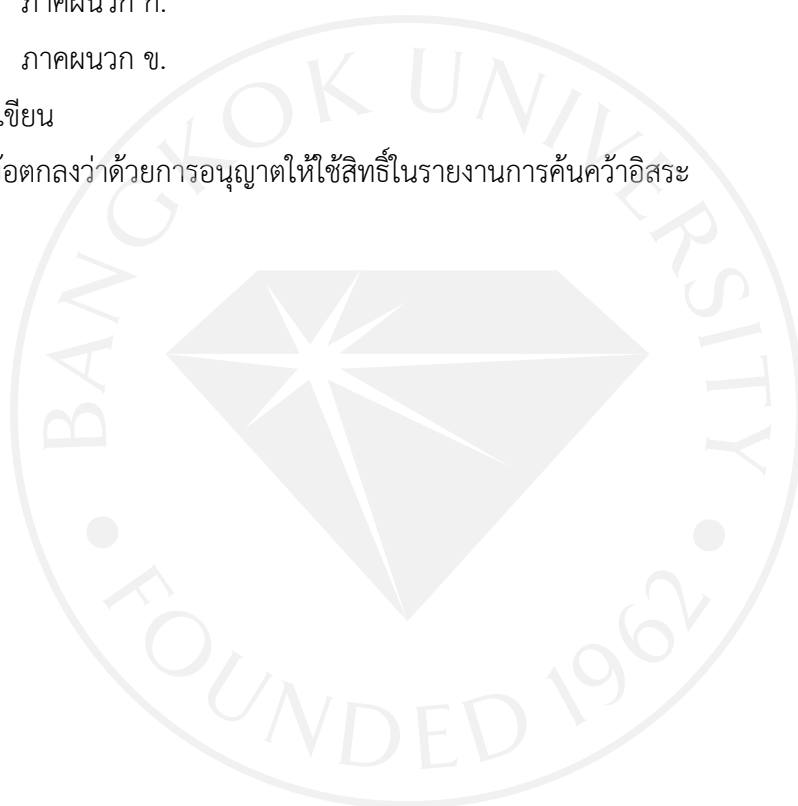 ภาคผนวก ก.
ภาคผนวก ข.
เขียน
ข้อตกลงว่าด้วยการอนุญาตให้ใช้สิทธิ์ในรายงานการค้นคว้าอิสระ
BANGKOK UNIVERSITY
• FOUNDED 1962 •